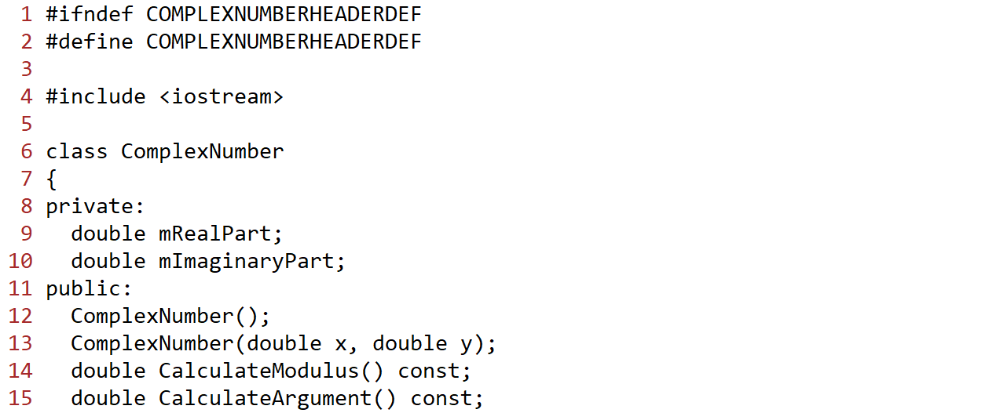 1 #ifndef COMPLEXNUMBERHEADERDEF
2 #define COMPLEXNUMBERHEADERDEF
3
4 #include <iostream>
5
6 class ComplexNumber
7 {
8 private:
9   double mRealPart;
10   double mImaginaryPart;
11 public:
12   ComplexNumber();
13   ComplexNumber(double x, double y);
14   double CalculateModulus() const;
15   double CalculateArgument() const;